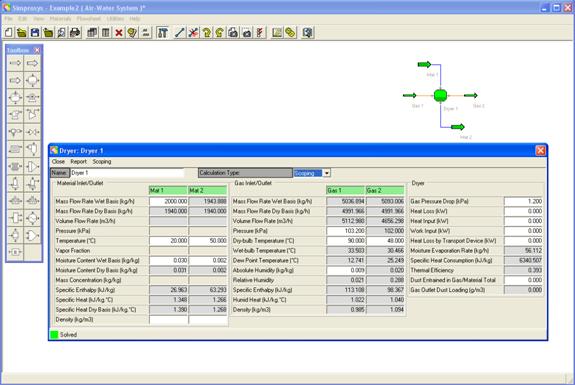 Simprosys - Example2 ( Air-Water System )*
File Edit View Materials Flowsheet Utilities Help
Toolbox
Mat 1
Gas 1 Dryer 1 Gas 2
Mat 2
Dryer: Dryer 1
Close Report Scoping
Name: Dryer 1 Calculation Type: Scoping
Material Inlet/Outlet Gas Inlet/Outlet Dryer
Mat 1 Mat 2 Gas 1 Gas 2
Mass Flow Rate Wet Basis (kg/h) 2000.000 1943.888 Mass Flow Rate Wet Basis (kg/h) 5036.894 5093.006 Gas Pressure Drop (kPa) 1.200
Mass Flow Rate Dry Basis (kg/h) 1940.000 1940.000 Mass Flow Rate Dry Basis (kg/h) 4991.966 4991.966 Heat Loss (kW) 0.000
Volume Flow Rate (m3/h) Volume Flow Rate (m3/h) 5112.980 4656.298 Heat Input (kW) 0.000
Pressure (kPa) Pressure (kPa) 103.200 102.000 Work Input (kW) 0.000
Temperature (°C) 20.000 50.000 Dry-bulb Temperature (°C) 90.000 48.000 Heat Loss by Transport Device (kW) 0.000
Vapor Fraction Wet-bulb Temperature (°C) 33.503 30.466 Moisture Evaporation Rate (kg/h) 56.112
Moisture Content Wet Basis (kg/kg) 0.030 0.002 Dew Point Temperature (°C) 12.741 25.249 Specific Heat Consumption (kJ/kg) 6340.507
Moisture Content Dry Basis (kg/kg) 0.031 0.002 Absolute Humidity (kg/kg) 0.009 0.020 Thermal Efficiency 0.393
Mass Concentration (kg/kg) Relative Humidity 0.021 0.288 Dust Entrained in Gas/Material Total 0.000
Specific Enthalpy (kJ/kg) 26.963 63.293 Specific Enthalpy (kJ/kg) 113.108 98.367 Gas Outlet Dust Loading (g/m3) 0.000
Specific Heat (kJ/kg.°C) 1.348 1.266 Humid Heat (kJ/kg.°C) 1.022 1.040
Specific Heat Dry Basis (kJ/kg.°C) 1.390 1.268 Density (kg/m3) 0.985 1.094
Density (kg/m3)
Solved